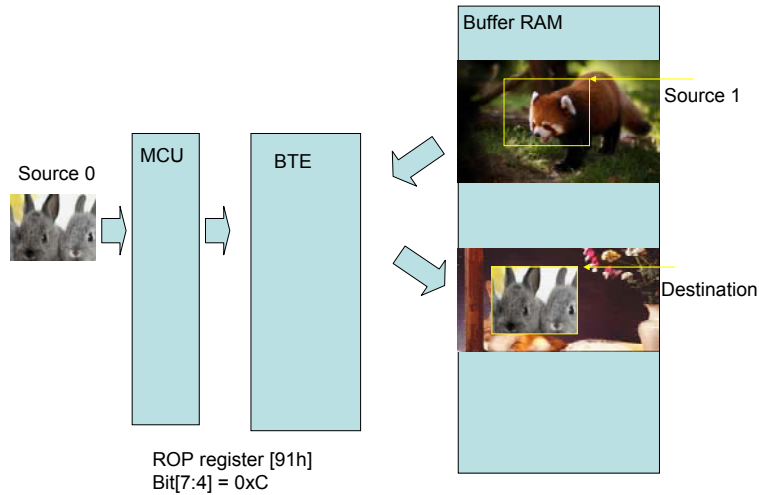 Buffer RAM
Source 1
MCU
BTE
Source 0
Destination
ROP register [91h]
Bit[7:4] = 0xC